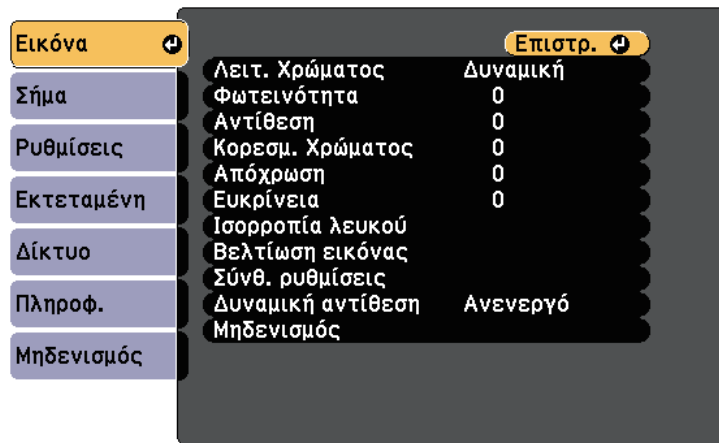 Εικόνα
Σήμα
Ρυθμίσεις
Εκτεταμένη
Δίκτυο
Πληροφ.
Μηδενισμός
Επιστρ.
Λειτ. Χρώματος Δυναμική
Φωτεινότητα 0
Αντίθεση 0
Κορεσμ. Χρώματος 0
Απόχρωση 0
Ευκρίνεια 0
Ισορροπία λευκού
Βελτίωση εικόνας
Σύνθ. ρυθμίσεις
Δυναμική αντίθεση Ανενεργό
Μηδενισμός